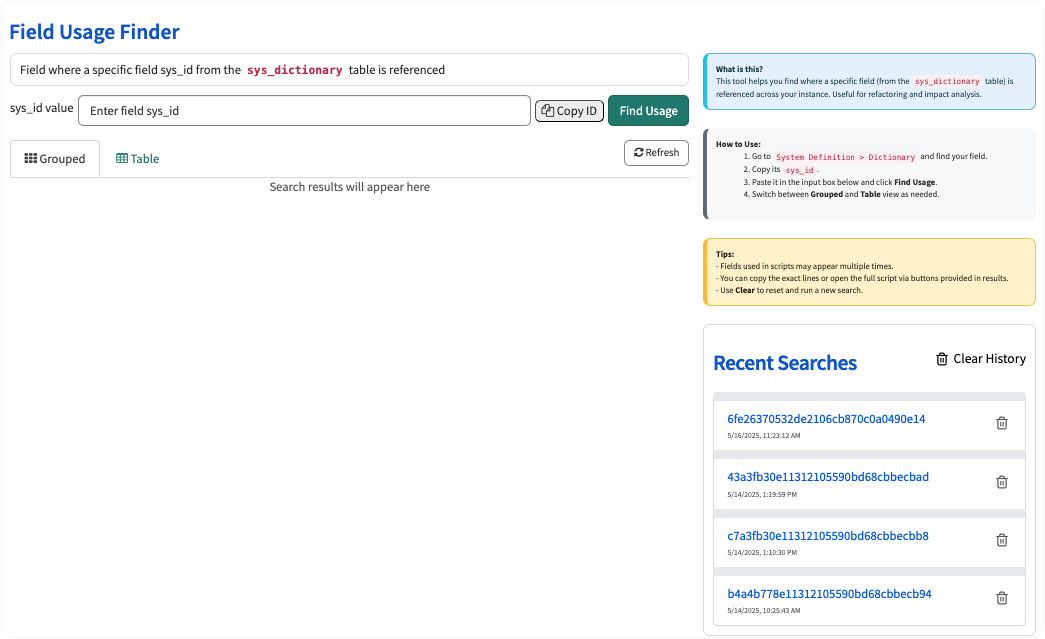 Field Usage Finder
Field where a specific field sys_id from the sys_dictionary table is referenced
sys_id value
Enter field sys_id
Copy ID
Find Usage
Grouped
Table
Refresh
Search results will appear here
What is this?
This tool helps you find where a specific field (from the sys_dictionary table) is
referenced across your instance. Useful for refactoring and impact analysis.
How to Use:
1. Go to System Definition > Dictionary and find your field.
2. Copy its sys_id .
3. Paste it in the input box below and click Find Usage.
4. Switch between Grouped and Table view as needed.
Tips:
- Fields used in scripts may appear multiple times.
- You can copy the exact lines or open the full script via buttons provided in results.
- Use Clear to reset and run a new search.
Recent Searches
Clear History
6fe26370532de2106cb870c0a0490e14
5/16/2025, 11:23:12 AM
43a3fb30e11312105590bd68cbbecbad
5/14/2025, 1:19:59 PM
c7a3fb30e11312105590bd68cbbecbb8
5/14/2025, 1:10:30 PM
b4a4b778e11312105590bd68cbbecb94
5/14/2025, 10:25:43 AM